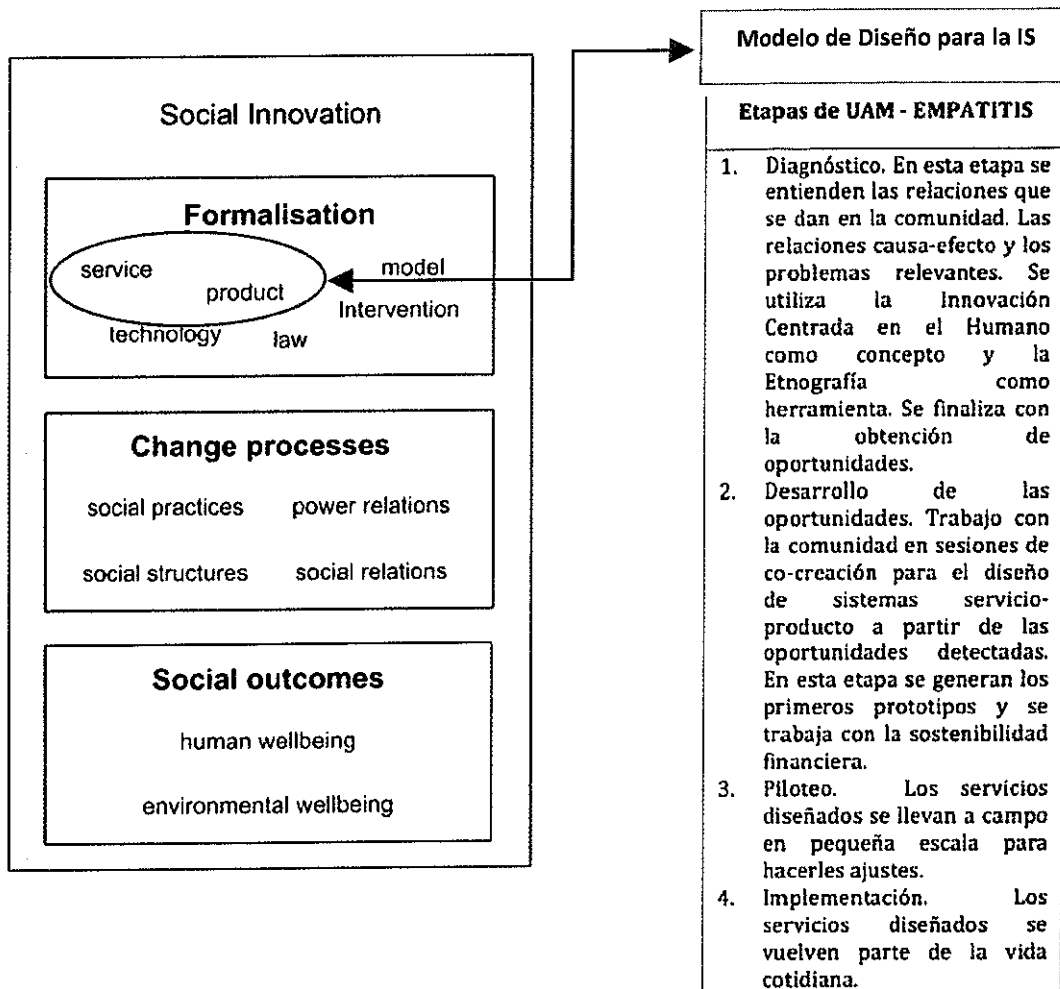 Social Innovation
Formalisation
service
product
model
Intervention
technology
law
Change processes
social practices power relations
social structures social relations
Social outcomes
human wellbeing
environmental wellbeing
Modelo de Diseño para la IS
Etapas de UAM - EMPATITIS
1. Diagnóstico. En esta etapa se
entienden las relaciones que
se dan en la comunidad. Las
relaciones causa-efecto y los
problemas relevantes. Se
utiliza la Innovación
Centrada en el Humano
como concepto y la
Etnografía como
herramienta. Se finaliza con
la obtención de
oportunidades.
2. Desarrollo de las
oportunidades. Trabajo con
la comunidad en sesiones de
co-creación para el diseño
de sistemas servicio-
producto a partir de las
oportunidades detectadas.
En esta etapa se generan los
primeros prototipos y se
trabaja con la sostenibilidad
financiera.
3. Piloteo. Los servicios
diseñados se llevan a campo
en pequeña escala para
hacerles ajustes.
4. Implementación. Los
servicios diseñados se
vuelven parte de la vida
cotidiana.